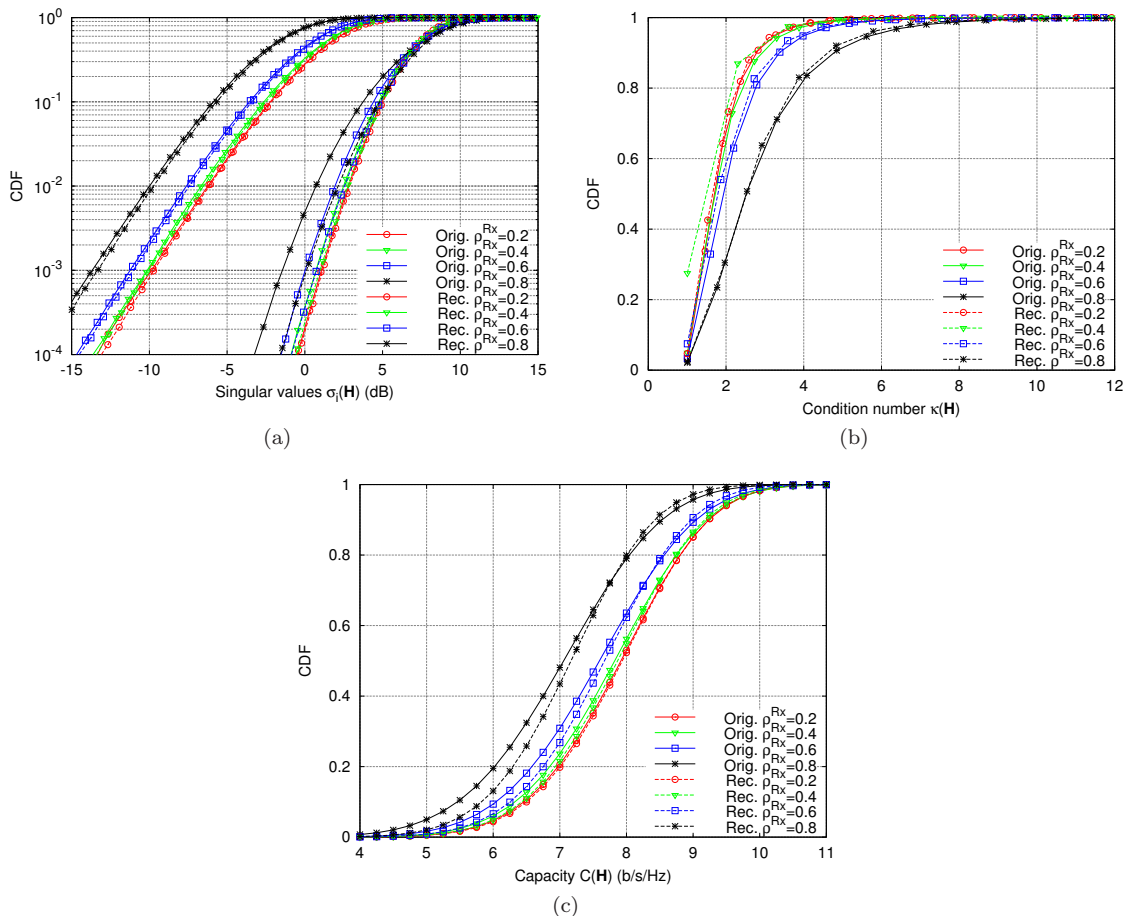 10⁰
10⁻¹
10⁻²
10⁻³
10⁻⁴
CDF
-15 -10 -5 0 5 10 15
Singular values σᵢ(H) (dB)
Orig. ρᴿˣ=0.2
Orig. ρᴿˣ=0.4
Orig. ρᴿˣ=0.6
Orig. ρᴿˣ=0.8
Rec. ρᴿˣ=0.2
Rec. ρᴿˣ=0.4
Rec. ρᴿˣ=0.6
Rec. ρᴿˣ=0.8
(a)
1
0.8
0.6
0.4
0.2
0
CDF
0 2 4 6 8 10 12
Condition number κ(H)
Orig. ρᴿˣ=0.2
Orig. ρᴿˣ=0.4
Orig. ρᴿˣ=0.6
Orig. ρᴿˣ=0.8
Rec. ρᴿˣ=0.2
Rec. ρᴿˣ=0.4
Rec. ρᴿˣ=0.6
Rec. ρᴿˣ=0.8
(b)
1
0.8
0.6
0.4
0.2
0
CDF
4 5 6 7 8 9 10 11
Capacity C(H) (b/s/Hz)
Orig. ρᴿˣ=0.2
Orig. ρᴿˣ=0.4
Orig. ρᴿˣ=0.6
Orig. ρᴿˣ=0.8
Rec. ρᴿˣ=0.2
Rec. ρᴿˣ=0.4
Rec. ρᴿˣ=0.6
Rec. ρᴿˣ=0.8
(c)